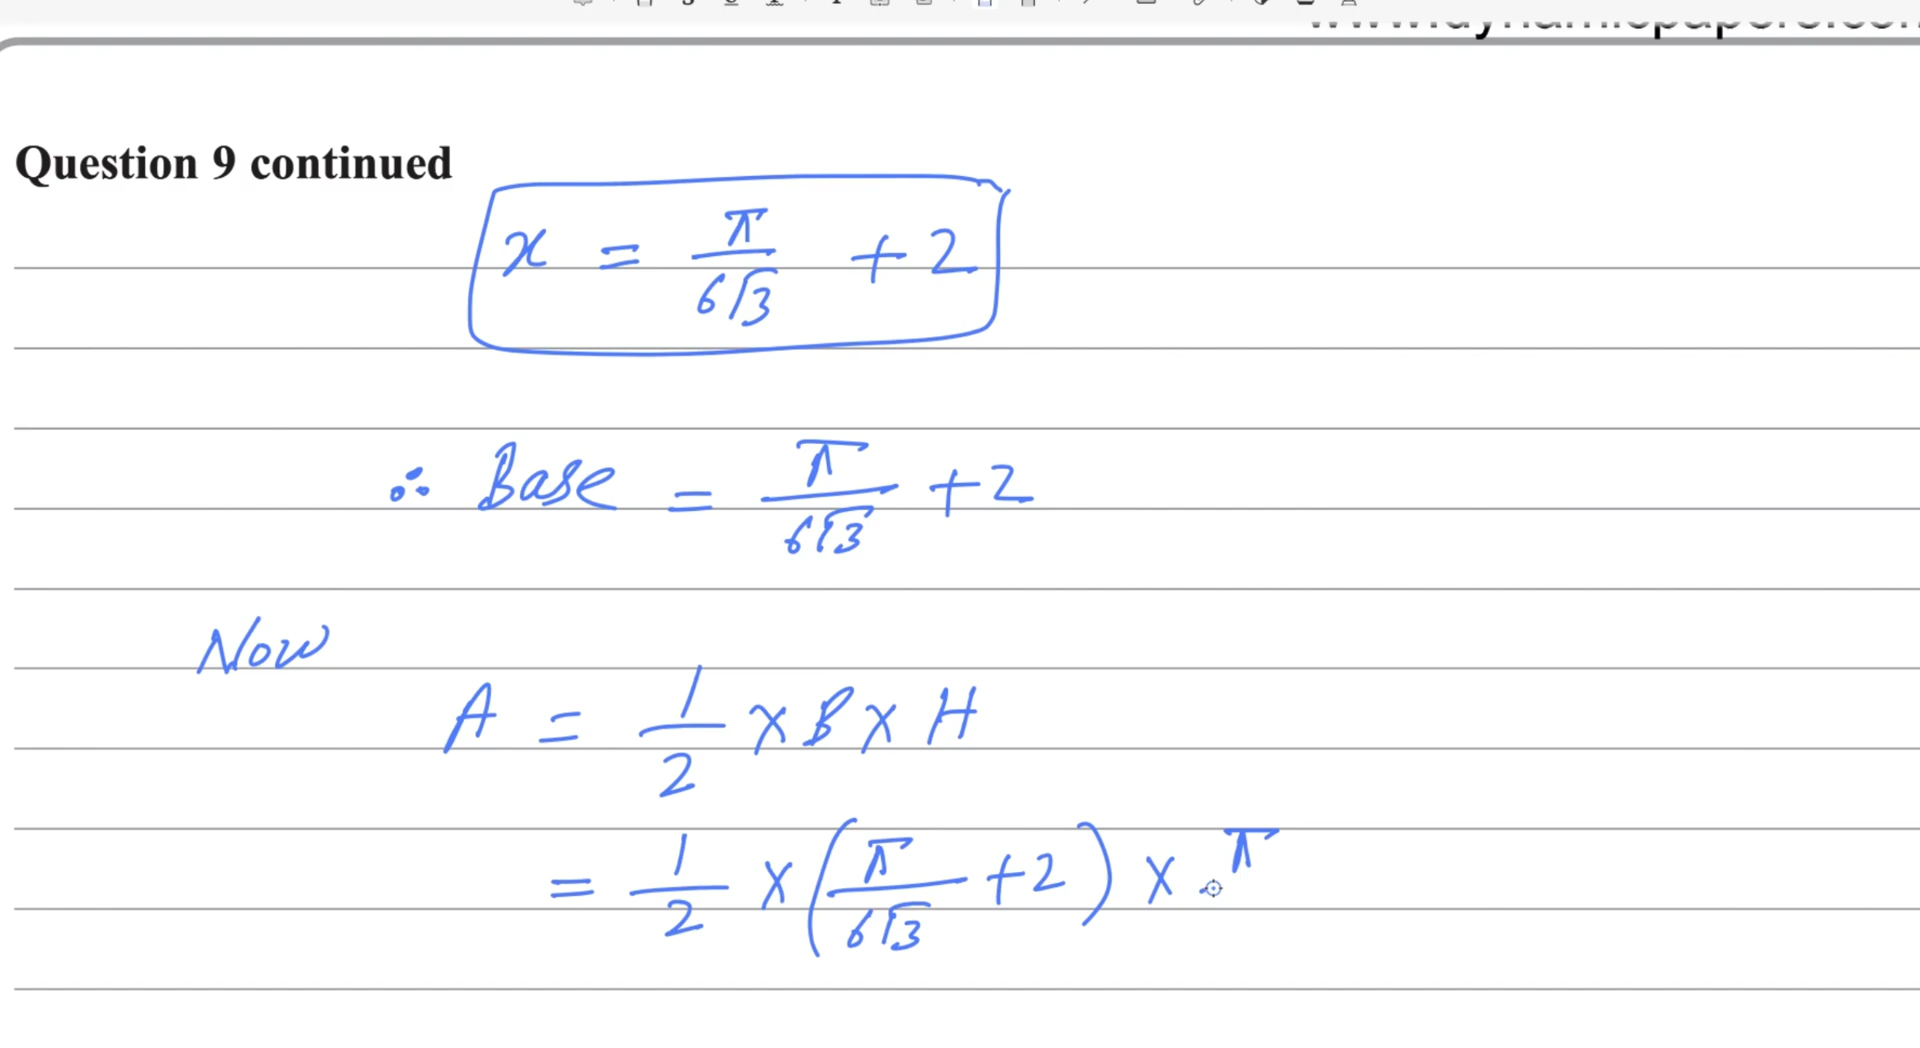 Question 9 continued
x = π/6√3 + 2
∴ Base = π/6√3 + 2
Now
A = 1/2 × B × H
= 1/2 × (π/6√3 + 2) × π